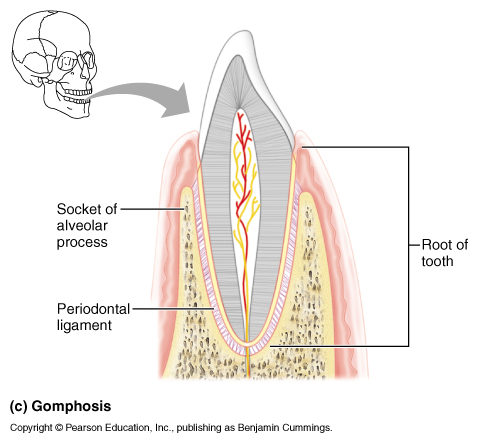 Socket of
alveolar
process
Root of
tooth
Periodontal
ligament
(c) Gomphosis
Copyright © Pearson Education, Inc., publishing as Benjamin Cummings.